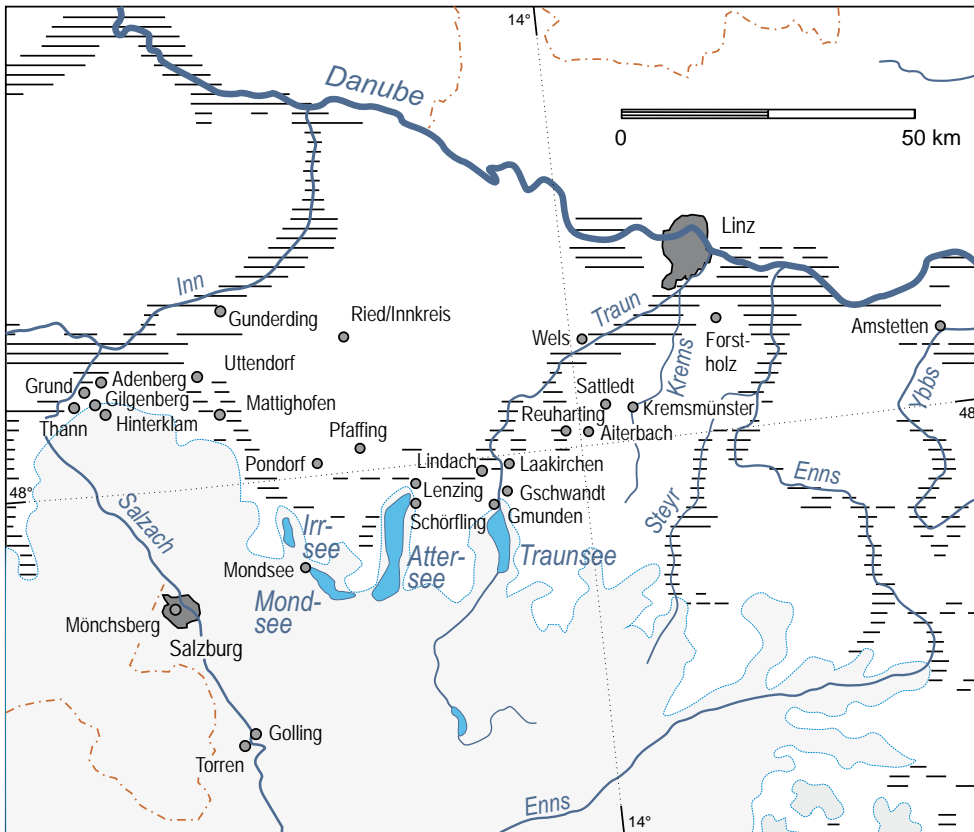 14°
Danube
0
50 km
Linz
Inn
Traun
Gunderding
Ried/Innkreis
Wels
Krems
Forst-
holz
Amstetten
Uttendorf
Grund
Adenberg
Gilgenberg
Mattighofen
Thann
Hinterklam
Sattledt
Reuharting
Kremsmünster
Aiterbach
Ybbs
48°
Pfaffing
Pondorf
Lindach
Laakirchen
Enns
48°
Lenzing
Gschwandt
Schörfling
Gmunden
Steyr
Salzach
Irr-
see
Atter-
see
Traunsee
Mondsee
Mond-
see
Mönchsberg
Salzburg
Golling
Torren
Enns
14°